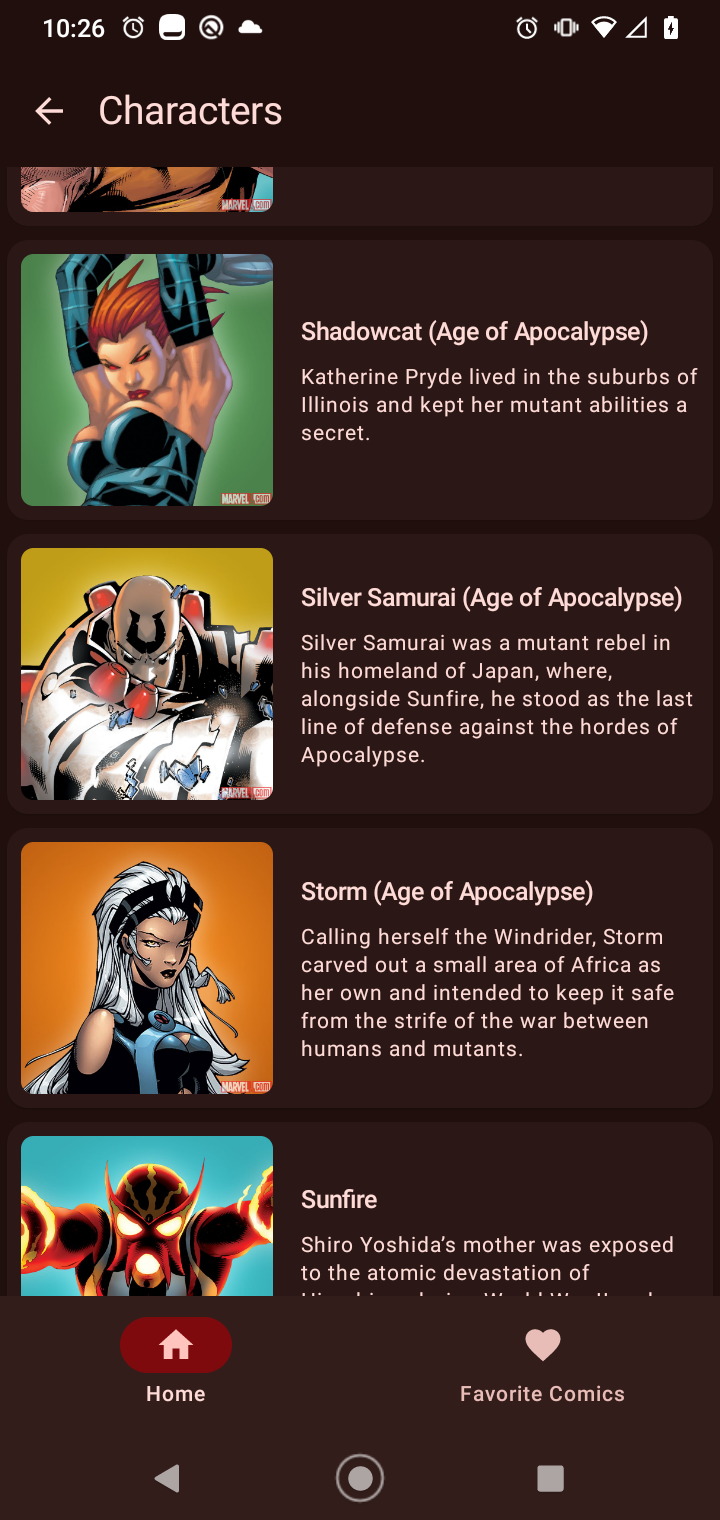 10:26
Characters
MARVEL.com
Shadowcat (Age of Apocalypse)
Katherine Pryde lived in the suburbs of
Illinois and kept her mutant abilities a
secret.
MARVEL.com
Silver Samurai (Age of Apocalypse)
Silver Samurai was a mutant rebel in
his homeland of Japan, where,
alongside Sunfire, he stood as the last
line of defense against the hordes of
Apocalypse.
MARVEL.com
Storm (Age of Apocalypse)
Calling herself the Windrider, Storm
carved out a small area of Africa as
her own and intended to keep it safe
from the strife of the war between
humans and mutants.
MARVEL.com
Sunfire
Shiro Yoshida’s mother was exposed
to the atomic devastation of
Home
Favorite Comics